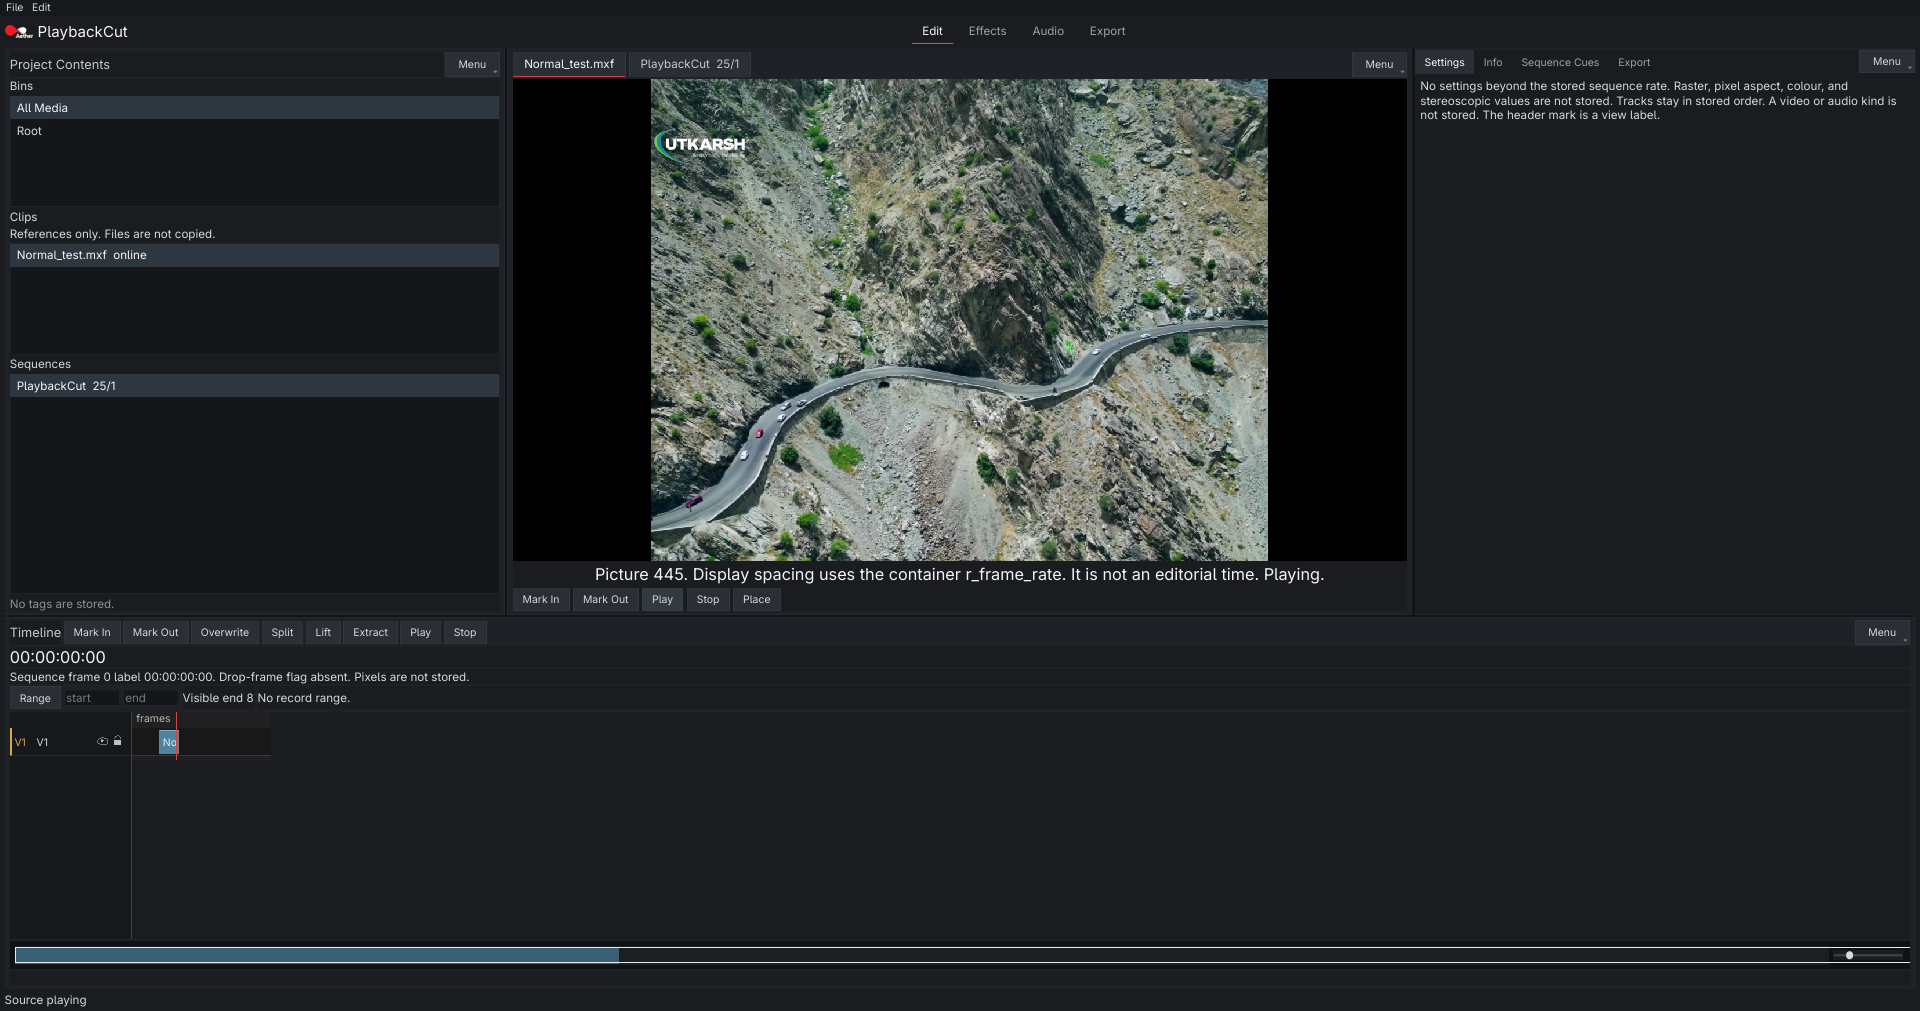 File Edit
Aether PlaybackCut
Edit Effects Audio Export
Project Contents Menu
Bins
All Media
Root
Clips
References only. Files are not copied.
Normal_test.mxf online
Sequences
PlaybackCut 25/1
No tags are stored.
Normal_test.mxf PlaybackCut 25/1 Menu
UTKARSH
Picture 445. Display spacing uses the container r_frame_rate. It is not an editorial time. Playing.
Mark In Mark Out Play Stop Place
Settings Info Sequence Cues Export Menu
No settings beyond the stored sequence rate. Raster, pixel aspect, colour, and
stereoscopic values are not stored. Tracks stay in stored order. A video or audio kind is
not stored. The header mark is a view label.
Timeline Mark In Mark Out Overwrite Split Lift Extract Play Stop Menu
00:00:00:00
Sequence frame 0 label 00:00:00:00. Drop-frame flag absent. Pixels are not stored.
Range start end Visible end 8 No record range.
frames
V1 V1 No
Source playing